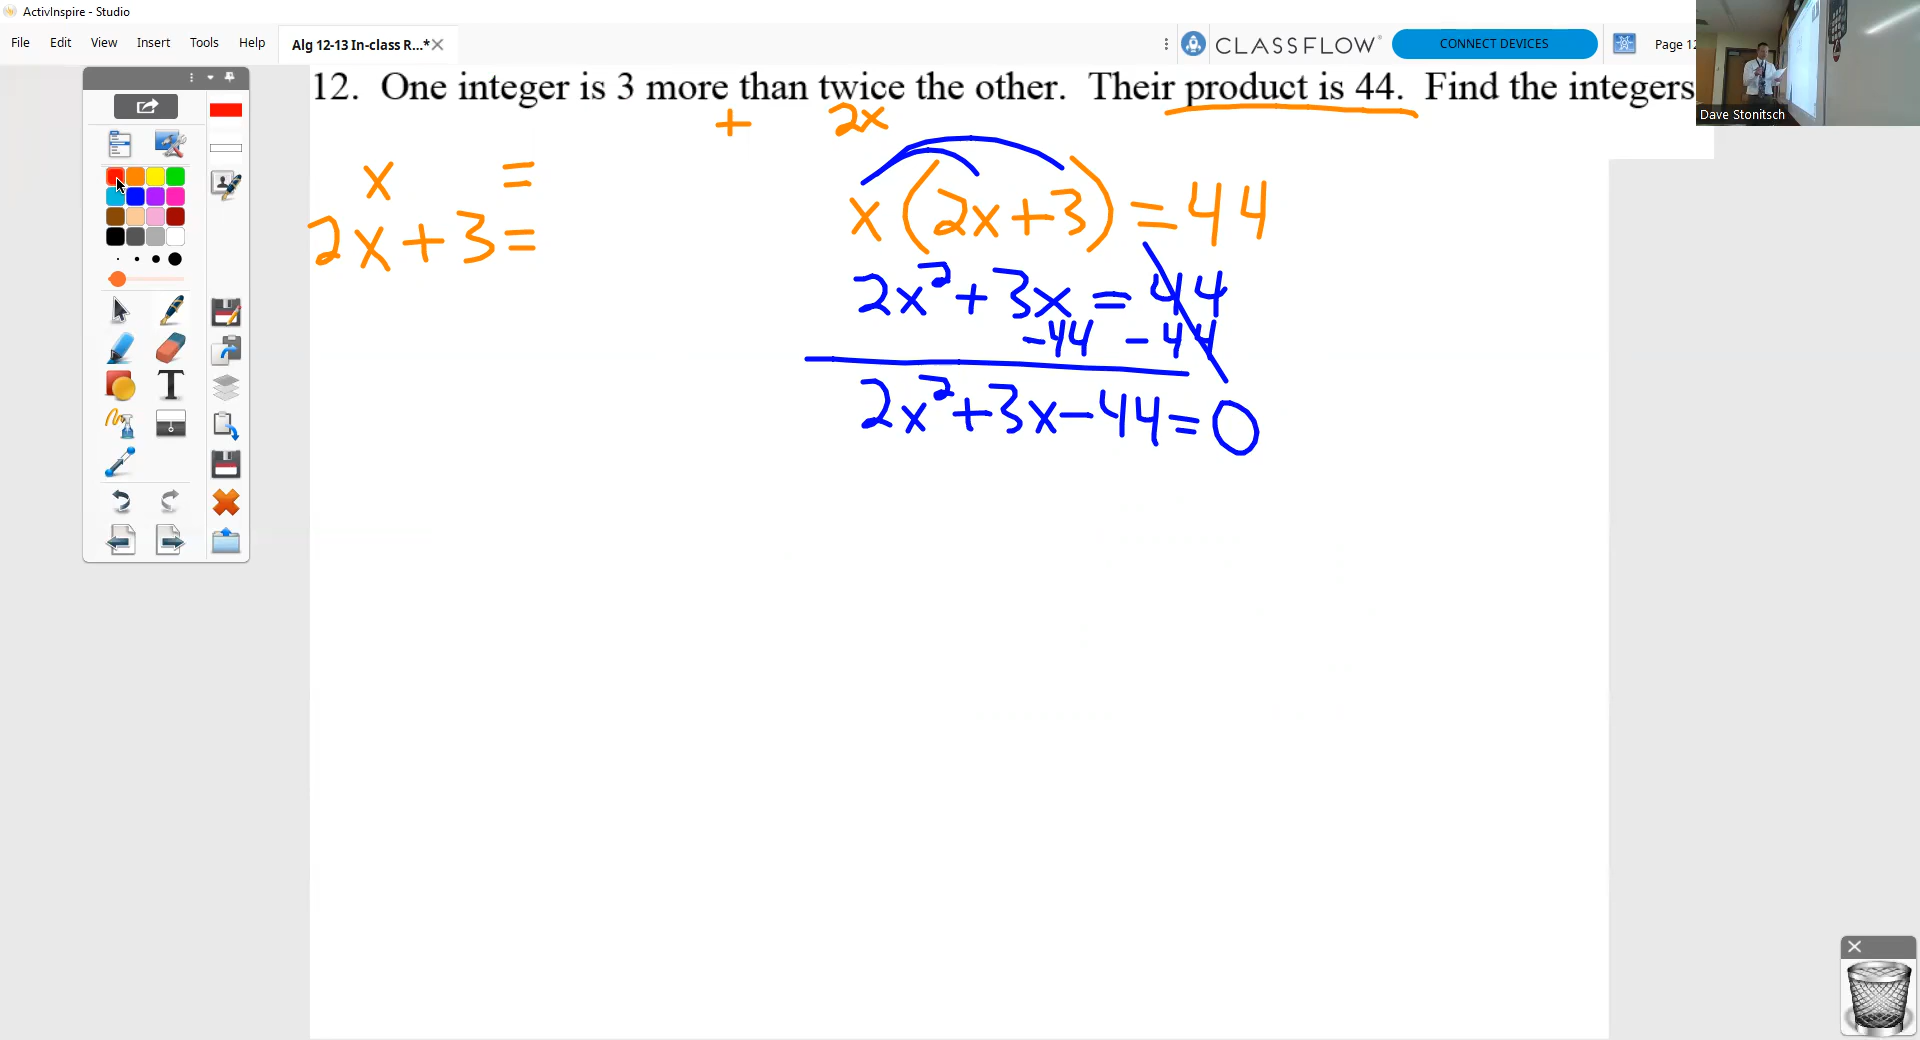 ActivInspire - Studio
File Edit View Insert Tools Help
Alg 12-13 In-class R...*
CLASSFLOW
CONNECT DEVICES
Page 12
Dave Stonitsch
12. One integer is 3 more than twice the other. Their product is 44. Find the integers
+ 2x
x =
2x + 3 =
x (2x + 3) = 44
2x² + 3x = 44
-44 - 44
2x² + 3x - 44 = 0
T